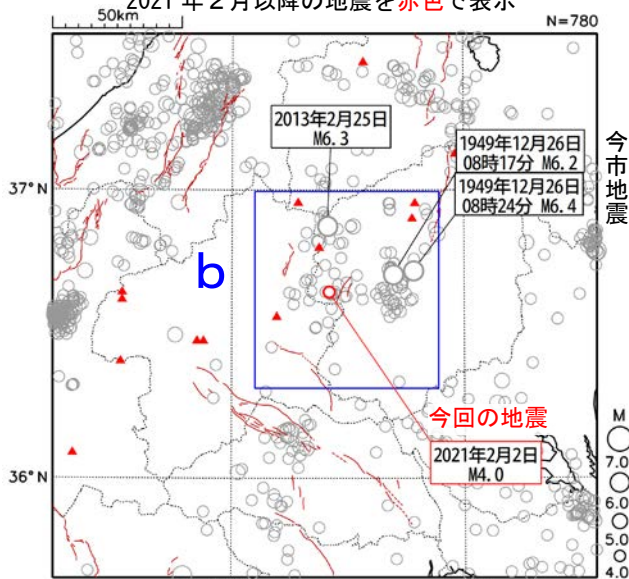 2021年2月以降の地震を赤色で表示
50km
N=780
2013年2月25日
M6.3
1949年12月26日
08時17分 M6.2
1949年12月26日
08時24分 M6.4
今市地震
37°N
b
今回の地震
2021年2月2日
M4.0
36°N
M
7.0
6.0
5.0
4.0